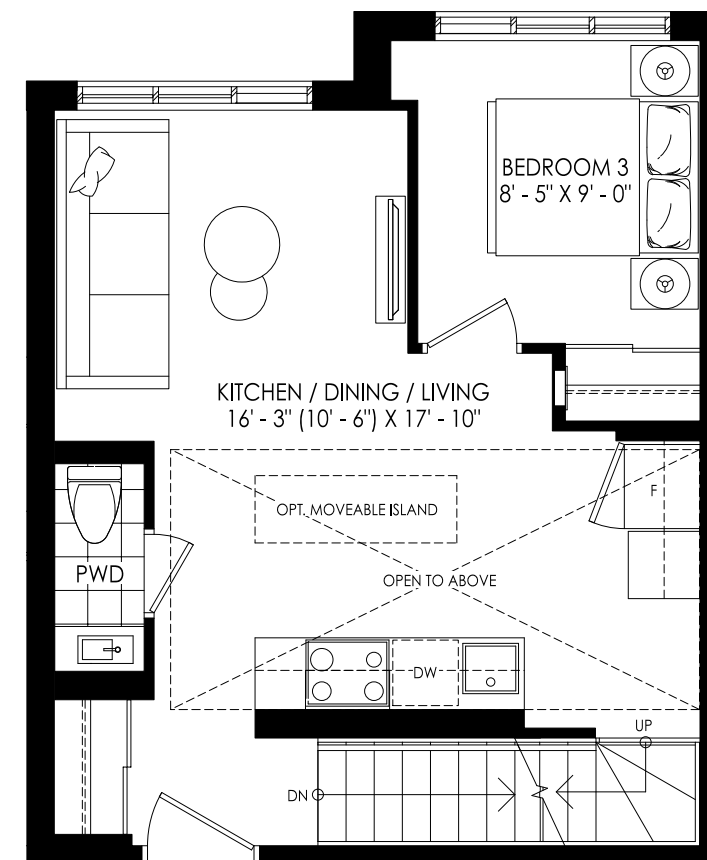 BEDROOM 3
8' - 5" X 9' - 0"
KITCHEN / DINING / LIVING
16' - 3" (10' - 6") X 17' - 10"
F
OPT. MOVEABLE ISLAND
PWD
OPEN TO ABOVE
DW
UP
DN